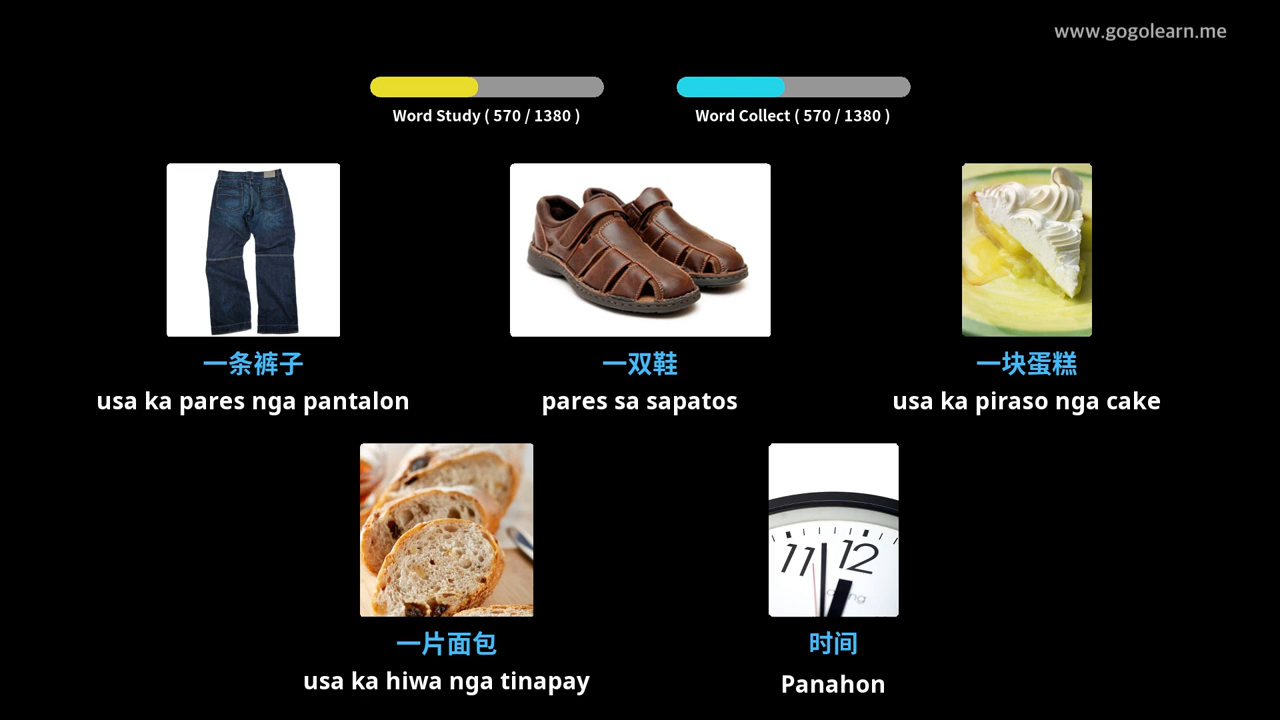 www.gogolearn.me
Word Study ( 570 / 1380 )
Word Collect ( 570 / 1380 )
一条裤子
usa ka pares nga pantalon
一双鞋
pares sa sapatos
一块蛋糕
usa ka piraso nga cake
11 12
一片面包
usa ka hiwa nga tinapay
时间
Panahon